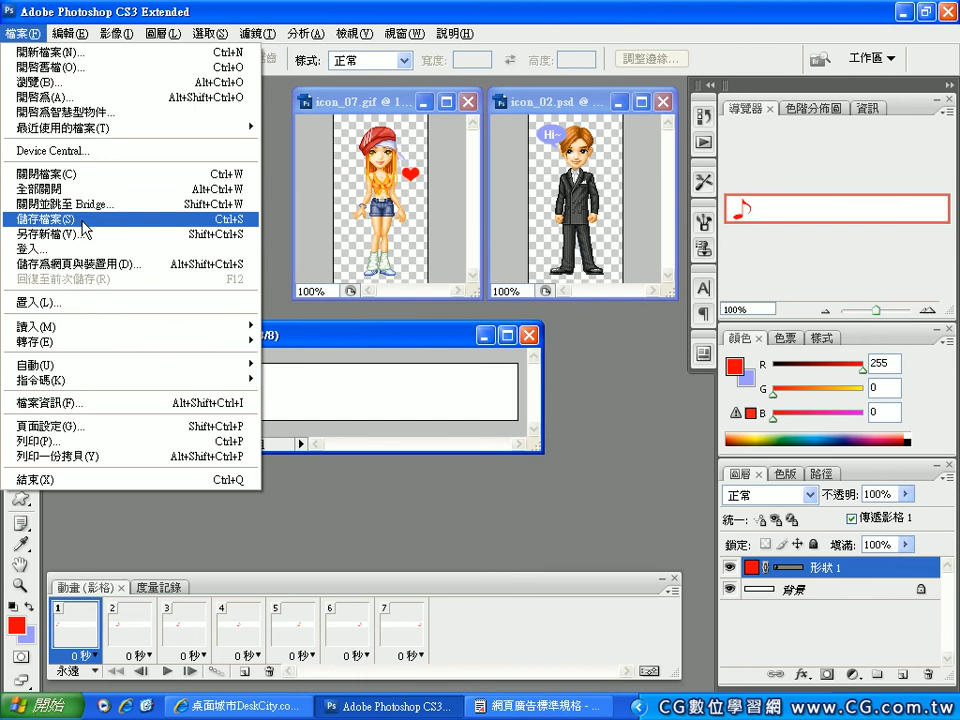 Adobe Photoshop CS3 Extended
檔案(F) 編輯(E) 影像(I) 圖層(L) 選取(S) 濾鏡(T) 分析(A) 檢視(V) 視窗(W) 說明(H)
樣式: 正常 寬度: 高度: 調整邊緣... 工作區▼
開新檔案(N)... Ctrl+N
開啟舊檔(O)... Ctrl+O
瀏覽(B)... Alt+Ctrl+O
開啟為(A)... Alt+Shift+Ctrl+O
開啟為智慧型物件...
最近使用的檔案(T)
Device Central...
關閉檔案(C) Ctrl+W
全部關閉 Alt+Ctrl+W
關閉並跳至 Bridge... Shift+Ctrl+W
儲存檔案(S) Ctrl+S
另存新檔(V)... Shift+Ctrl+S
登入...
儲存為網頁與裝置用(D)... Alt+Shift+Ctrl+S
回復至前次儲存(R) F12
置入(L)...
讀入(M)
轉存(E)
自動(U)
指令碼(K)
檔案資訊(F)... Alt+Shift+Ctrl+I
頁面設定(G)... Shift+Ctrl+P
列印(P)... Ctrl+P
列印一份拷貝(Y) Alt+Shift+Ctrl+P
結束(X) Ctrl+Q
icon_07.gif @ 1...
100%
icon_02.psd @ ...
Hi~
100%
/8)
導覽器 × 色階分佈圖 資訊
100%
顏色 × 色票 樣式
R 255
G 0
B 0
圖層 × 色版 路徑
正常 不透明: 100%
統一: 傳遞影格 1
鎖定: 填滿: 100%
形狀 1
背景
動畫 (影格) × 度量記錄
1 2 3 4 5 6 7
0 秒▾ 0 秒▾ 0 秒▾ 0 秒▾ 0 秒▾ 0 秒▾ 0 秒▾
永遠
開始 桌面城市DeskCity.co... Adobe Photoshop CS3... 網頁廣告標準規格 - ... CG數位學習網 www.CG.com.tw